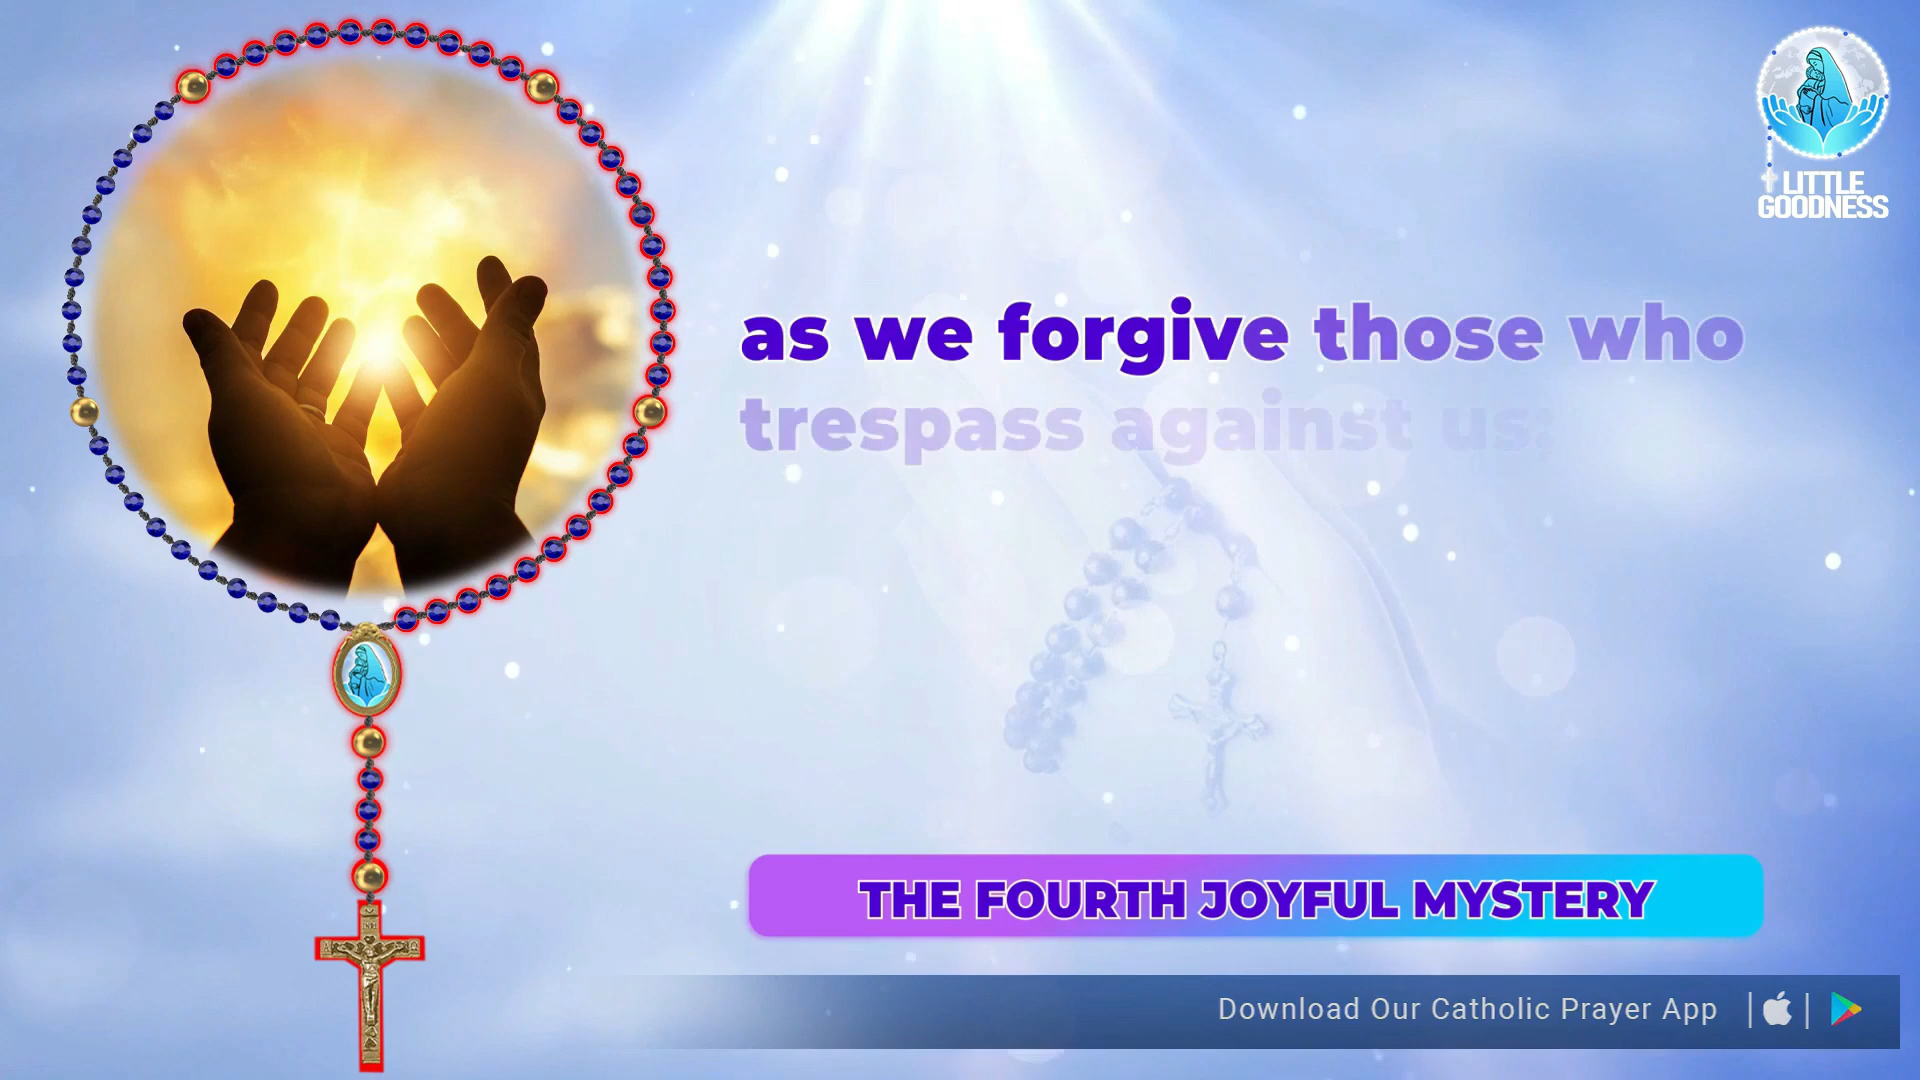 LITTLE
GOODNESS
as we forgive those who
trespass against us:
THE FOURTH JOYFUL MYSTERY
Download Our Catholic Prayer App